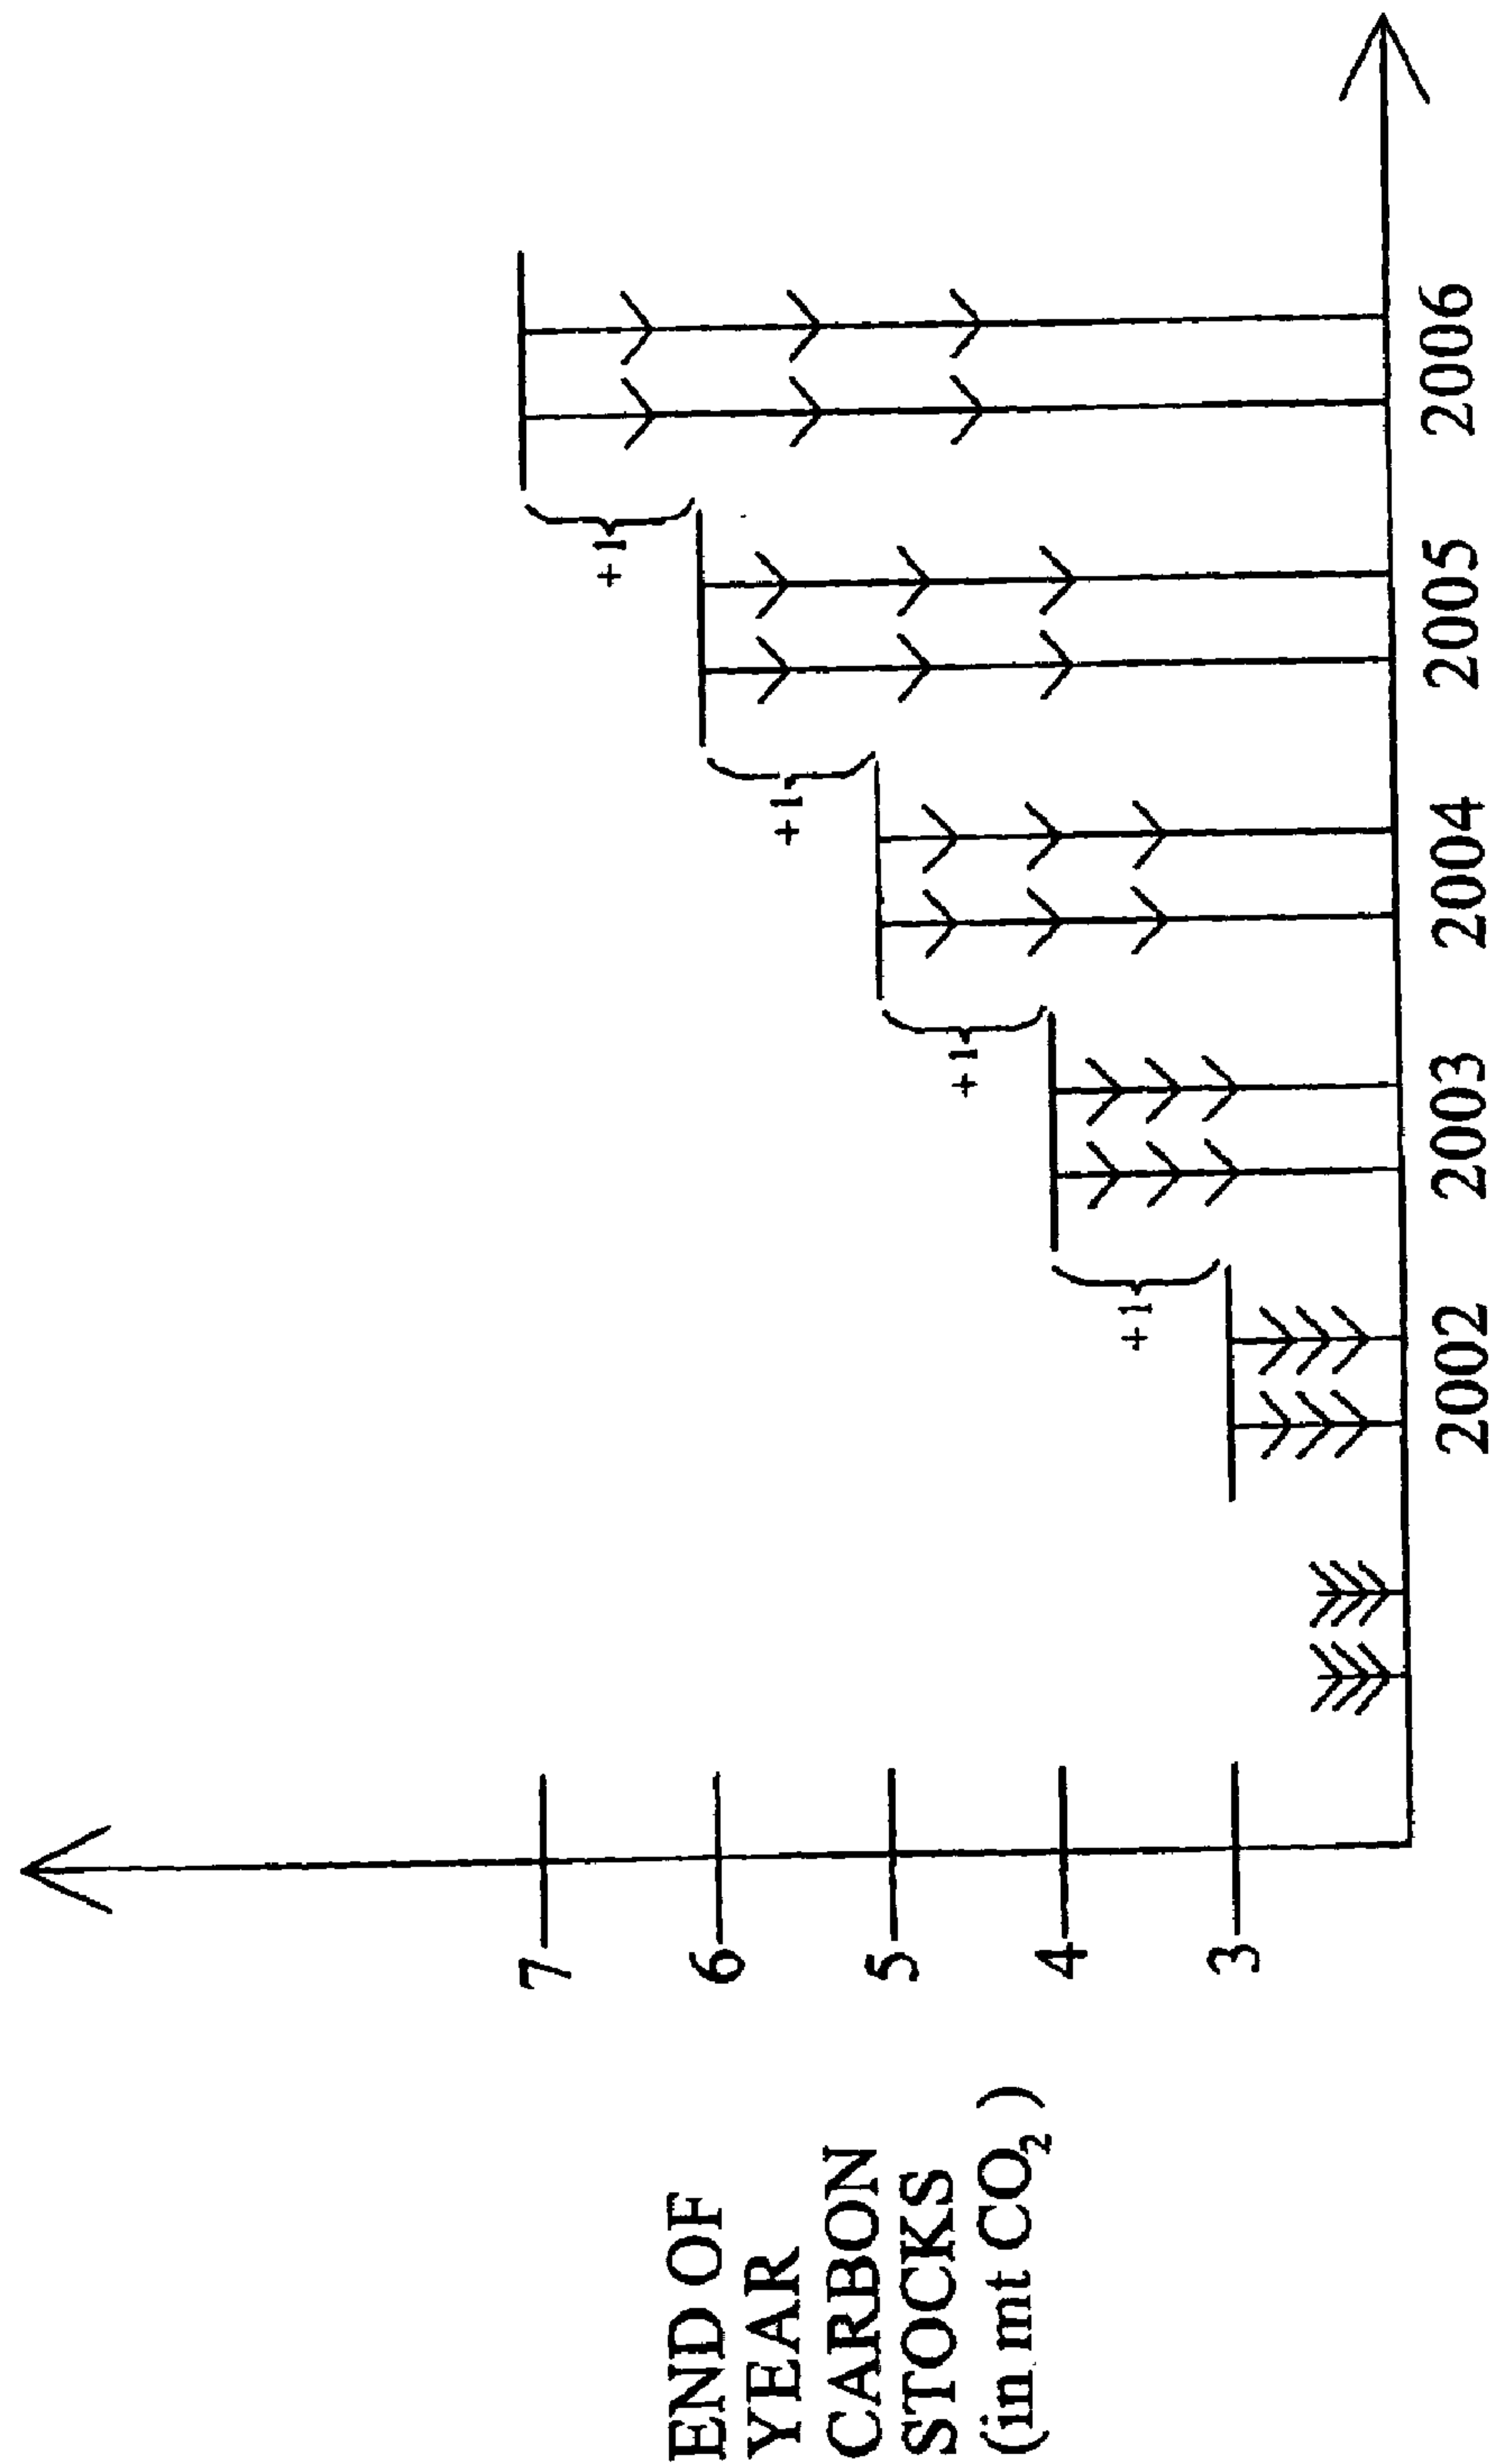 7
6
5
4
3
END OF
YEAR
CARBON
STOCKS
(in mt CO₂ )
+1
+1
+1
+1
2002
2003
2004
2005
2006